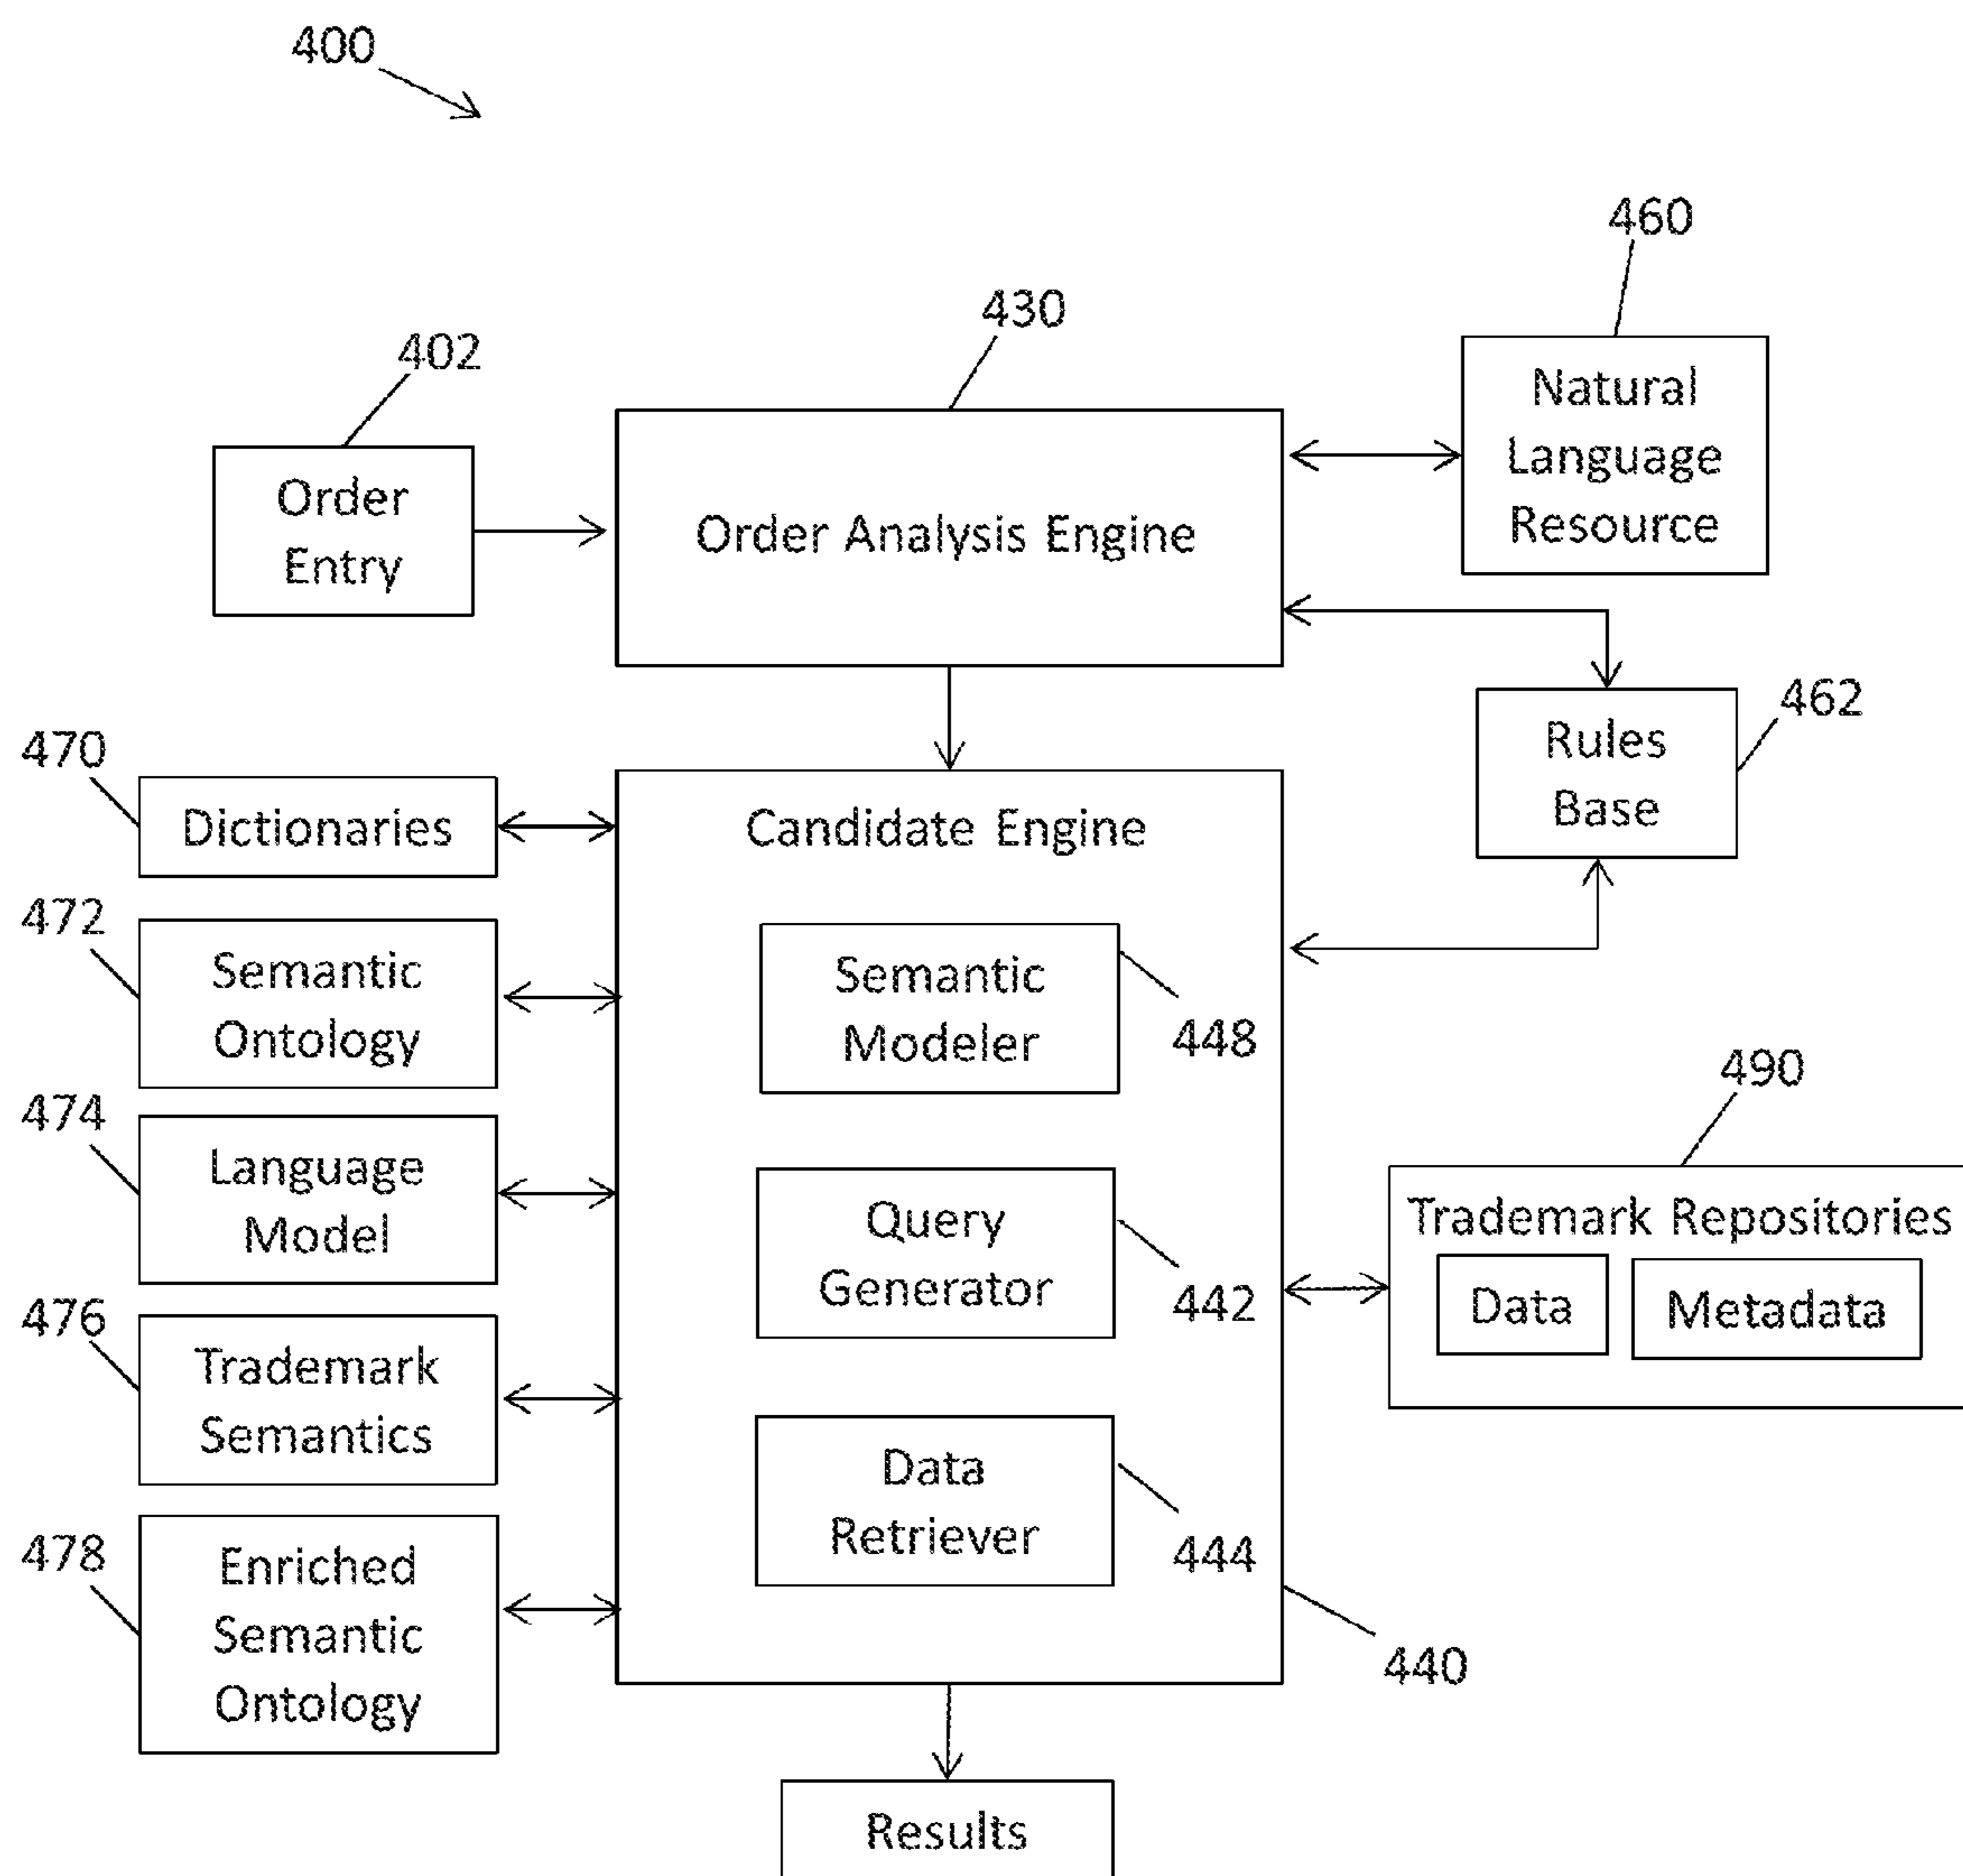 400
460
430
402
Natural
Language
Resource
Order
Entry
Order Analysis Engine
462
Rules
Base
470
Dictionaries
Candidate Engine
472
Semantic
Ontology
Semantic
Modeler
448
474
Language
Model
Query
Generator
442
490
Trademark Repositories
Data
Metadata
476
Trademark
Semantics
Data
Retriever
444
478
Enriched
Semantic
Ontology
440
Results